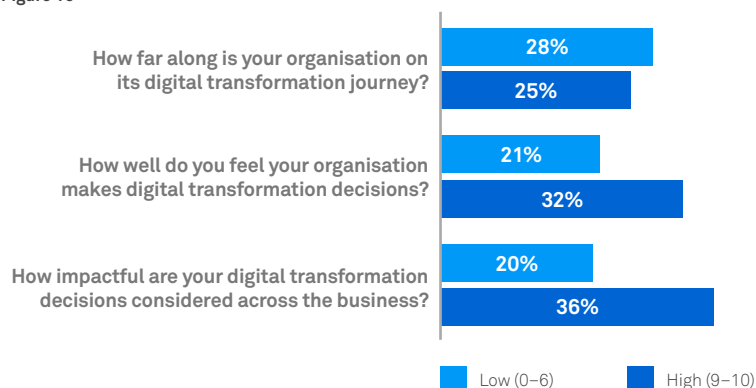 How far along is your organisation on
its digital transformation journey?
28%
25%
How well do you feel your organisation
makes digital transformation decisions?
21%
32%
How impactful are your digital transformation
decisions considered across the business?
20%
36%
Low (0–6)
High (9–10)